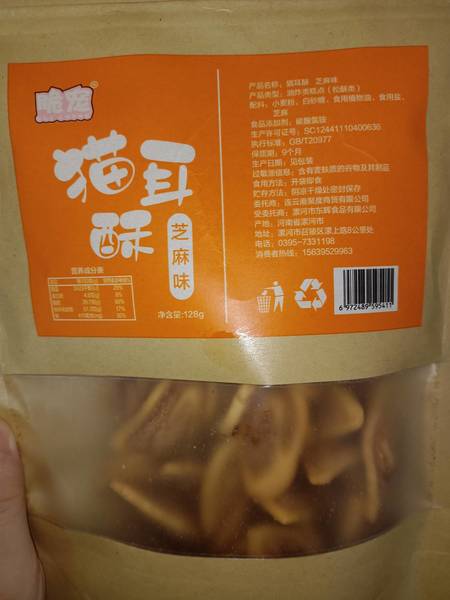 脆宠
猫耳酥
芝麻味
净含量:128g
营养成分表
产品名称: 猫耳酥 芝麻味
产品类型: 油炸类糕点（松酥类）
配料: 小麦粉、白砂糖、食用植物油、食用盐、
芝麻
食品添加剂: 碳酸氢铵
生产许可证号: SC12441110400636
执行标准: GB/T20977
保质期: 9个月
生产日期: 见包装
过敏源信息: 含有麸质的谷物及其制品
食用方法: 开袋即食
贮存方法: 阴凉干燥处密封保存
委托商: 连云港聚度商贸有限公司
受委托商: 漯河市东辉食品有限公司
产地: 河南省漯河市
地址: 漯河市召陵区漯上路8公里处
电话: 0395-7331198
消费者热线: 15639529963
6 972489 595411